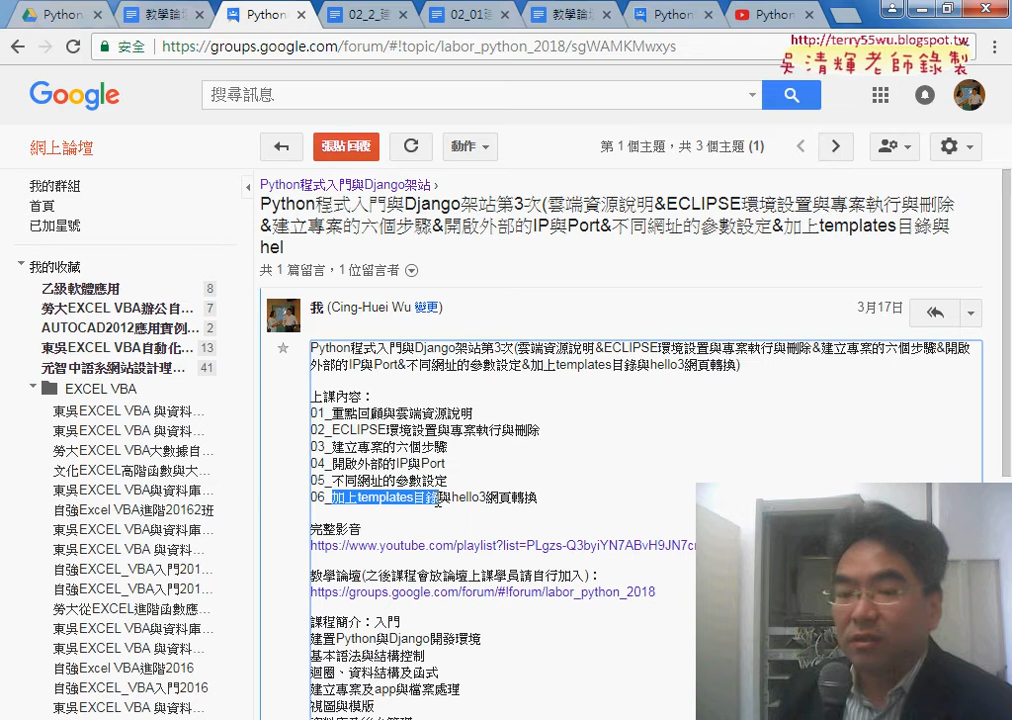 Python
教學論壇
Python
02_2_建
02_01建
教學論壇
Python
Python
安全 https://groups.google.com/forum/#!topic/labor_python_2018/sgWAMKMwxys
http://terry55wu.blogspot.tw
吳清輝老師錄製
Google
搜尋訊息
網上論壇
張貼回覆
動作
第 1 個主題，共 3 個主題 (1)
我的群組
首頁
已加星號
我的收藏
乙級軟體應用 8
勞大EXCEL VBA辦公自... 7
AUTOCAD2012應用實例... 2
東吳EXCEL VBA自動化... 13
元智中語系網站設計理... 41
EXCEL VBA
東吳EXCEL VBA 與資料...
東吳EXCEL VBA 與資料...
勞大EXCEL VBA大數據自...
文化EXCEL高階函數與大...
東吳EXCEL VBA與資料庫...
自強Excel VBA進階20162班
東吳EXCEL VBA與資料庫...
自強EXCEL_VBA入門201...
自強EXCEL_VBA入門201...
勞大從EXCEL進階函數應...
東吳EXCEL VBA與資料庫...
東吳EXCEL VBA與資料庫...
自強Excel VBA進階2016
自強EXCEL VBA入門2016
東吳EXCEL VBA與資料...
Python程式入門與Django架站 ›
Python程式入門與Django架站第3次(雲端資源說明&ECLIPSE環境設置與專案執行與刪除
&建立專案的六個步驟&開啟外部的IP與Port&不同網址的參數設定&加上templates目錄與
hel
共 1 篇留言，1 位留言者
我 (Cing-Huei Wu 變更)
3月17日
Python程式入門與Django架站第3次(雲端資源說明&ECLIPSE環境設置與專案執行與刪除&建立專案的六個步驟&開啟
外部的IP與Port&不同網址的參數設定&加上templates目錄與hello3網頁轉換)
上課內容：
01_重點回顧與雲端資源說明
02_ECLIPSE環境設置與專案執行與刪除
03_建立專案的六個步驟
04_開啟外部的IP與Port
05_不同網址的參數設定
06_加上templates目錄與hello3網頁轉換
完整影音
https://www.youtube.com/playlist?list=PLgzs-Q3byiYN7ABvH9JN7c
教學論壇(之後課程會放論壇上課學員請自行加入)：
https://groups.google.com/forum/#!forum/labor_python_2018
課程簡介：入門
建置Python與Django開發環境
基本語法與結構控制
迴圈、資料結構及函式
建立專案及app與檔案處理
視圖與模版